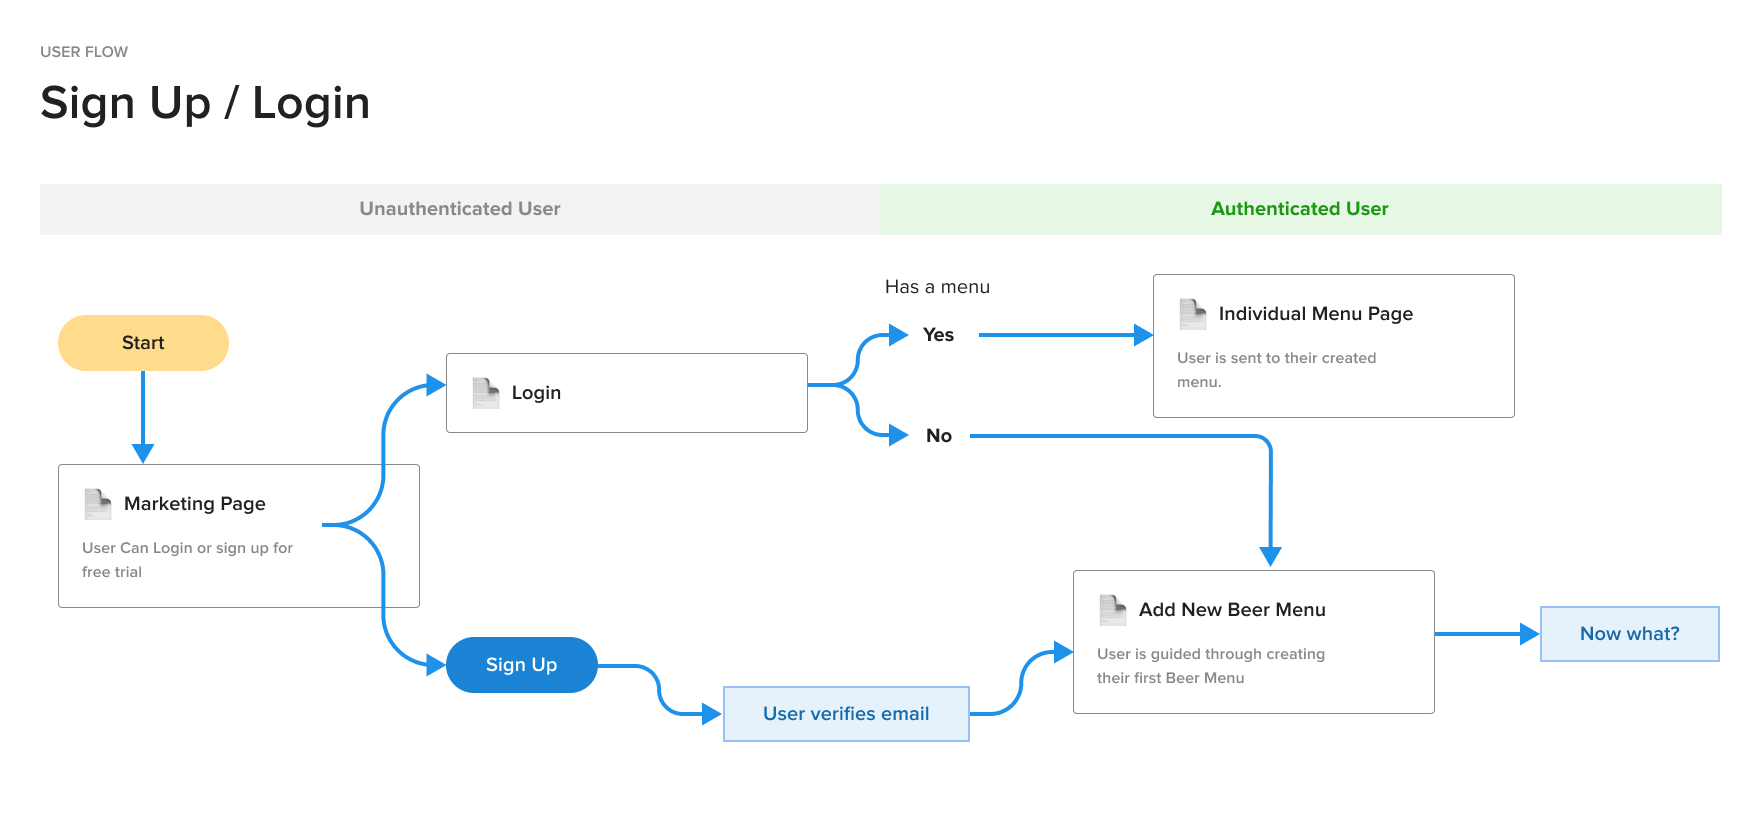 USER FLOW
Sign Up / Login
Unauthenticated User
Authenticated User
Has a menu
Start
Yes
Individual Menu Page
User is sent to their created
menu.
Login
No
Marketing Page
User Can Login or sign up for
free trial
Add New Beer Menu
User is guided through creating
their first Beer Menu
Now what?
Sign Up
User verifies email